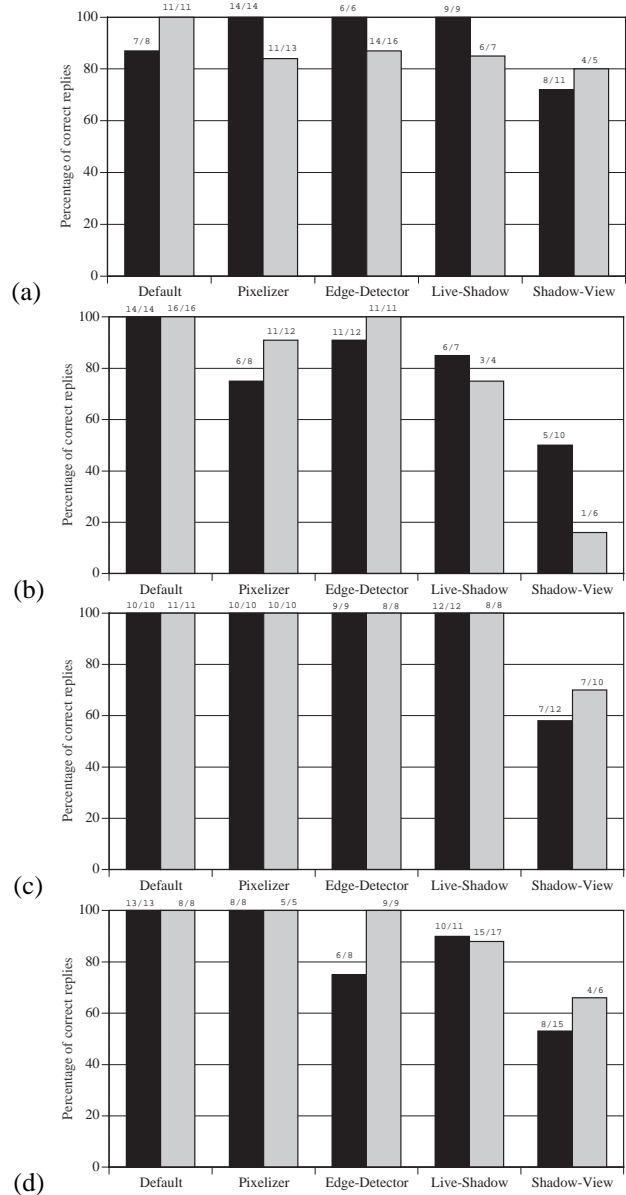 7/8 11/11 14/14 11/13 6/6 14/16 9/9 6/7 8/11 4/5
Percentage of correct replies
100
80
60
40
20
0
Default Pixelizer Edge-Detector Live-Shadow Shadow-View
(a)
14/14 16/16 6/8 11/12 11/12 11/11 6/7 3/4 5/10 1/6
Percentage of correct replies
100
80
60
40
20
0
Default Pixelizer Edge-Detector Live-Shadow Shadow-View
(b)
10/10 11/11 10/10 10/10 9/9 8/8 12/12 8/8 7/12 7/10
Percentage of correct replies
100
80
60
40
20
0
Default Pixelizer Edge-Detector Live-Shadow Shadow-View
(c)
13/13 8/8 8/8 5/5 6/8 9/9 10/11 15/17 8/15 4/6
Percentage of correct replies
100
80
60
40
20
0
Default Pixelizer Edge-Detector Live-Shadow Shadow-View
(d)